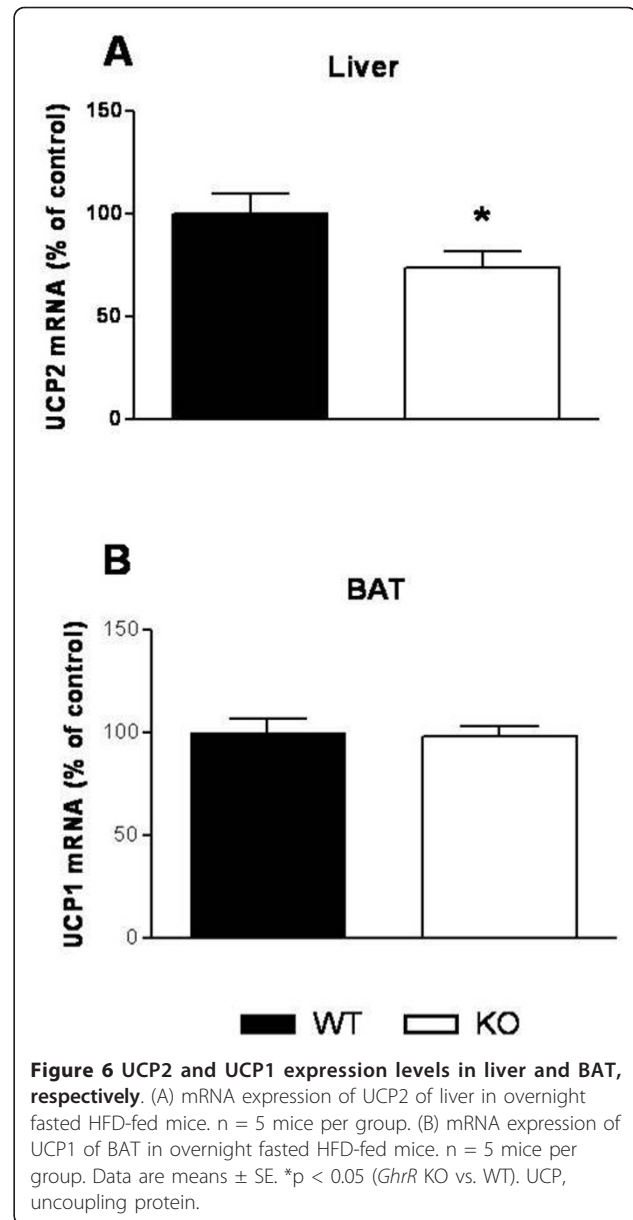 A
Liver
UCP2 mRNA (% of control)
150
100
50
0
*
B
BAT
UCP1 mRNA (% of control)
150
100
50
0
WT KO
Figure 6 UCP2 and UCP1 expression levels in liver and BAT,
respectively. (A) mRNA expression of UCP2 of liver in overnight
fasted HFD-fed mice. n = 5 mice per group. (B) mRNA expression of
UCP1 of BAT in overnight fasted HFD-fed mice. n = 5 mice per
group. Data are means ± SE. *p < 0.05 (GhrR KO vs. WT). UCP,
uncoupling protein.